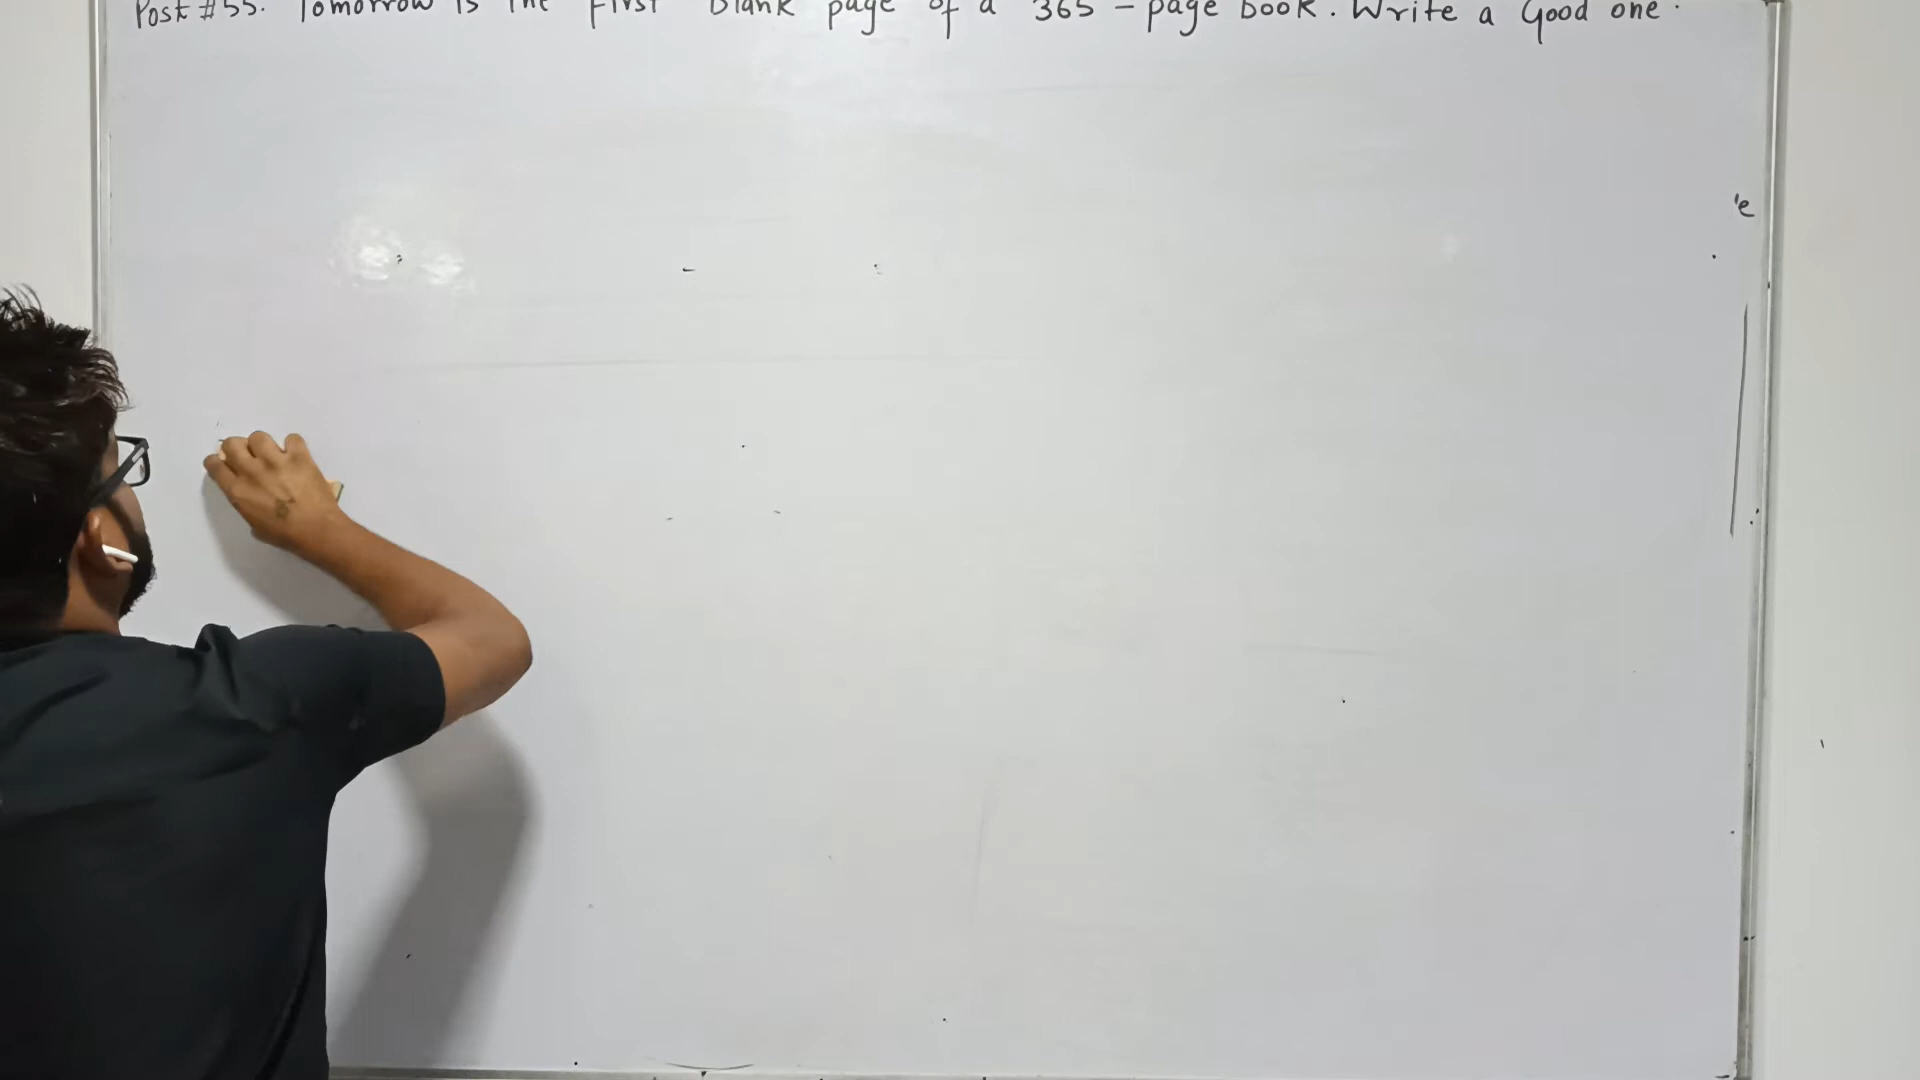 Post #55. Tomorrow is the First blank page of a 365 - page book. Write a Good one.
e